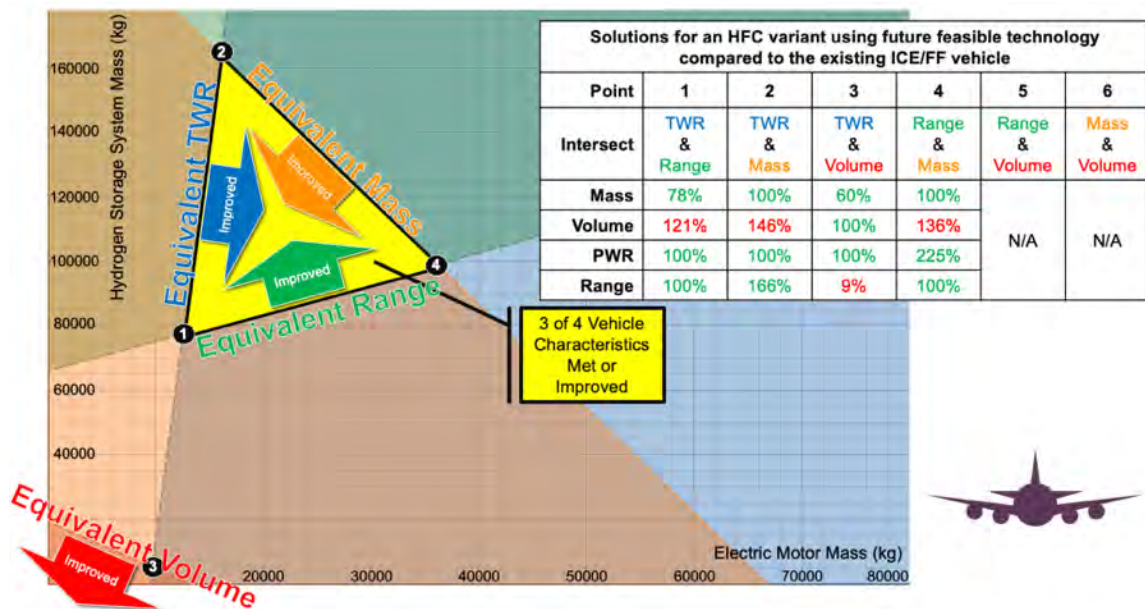 Hydrogen Storage System Mass (kg)
160000
140000
120000
100000
80000
60000
40000
20000
30000
40000
50000
60000
70000
80000
Electric Motor Mass (kg)
2
1
4
3
Equivalent TWR
Equivalent Mass
Equivalent Range
Equivalent Volume
Improved
Improved
Improved
Improved
3 of 4 Vehicle
Characteristics
Met or
Improved
Solutions for an HFC variant using future feasible technology
compared to the existing ICE/FF vehicle
Point 1 2 3 4 5 6
Intersect TWR & Range TWR & Mass TWR & Volume Range & Mass Range & Volume Mass & Volume
Mass 78% 100% 60% 100% N/A N/A
Volume 121% 146% 100% 136%
PWR 100% 100% 100% 225%
Range 100% 166% 9% 100%